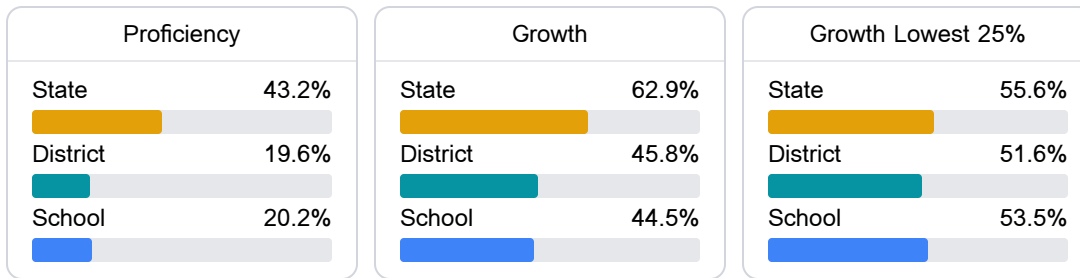 Proficiency
State 43.2%
District 19.6%
School 20.2%
Growth
State 62.9%
District 45.8%
School 44.5%
Growth Lowest 25%
State 55.6%
District 51.6%
School 53.5%